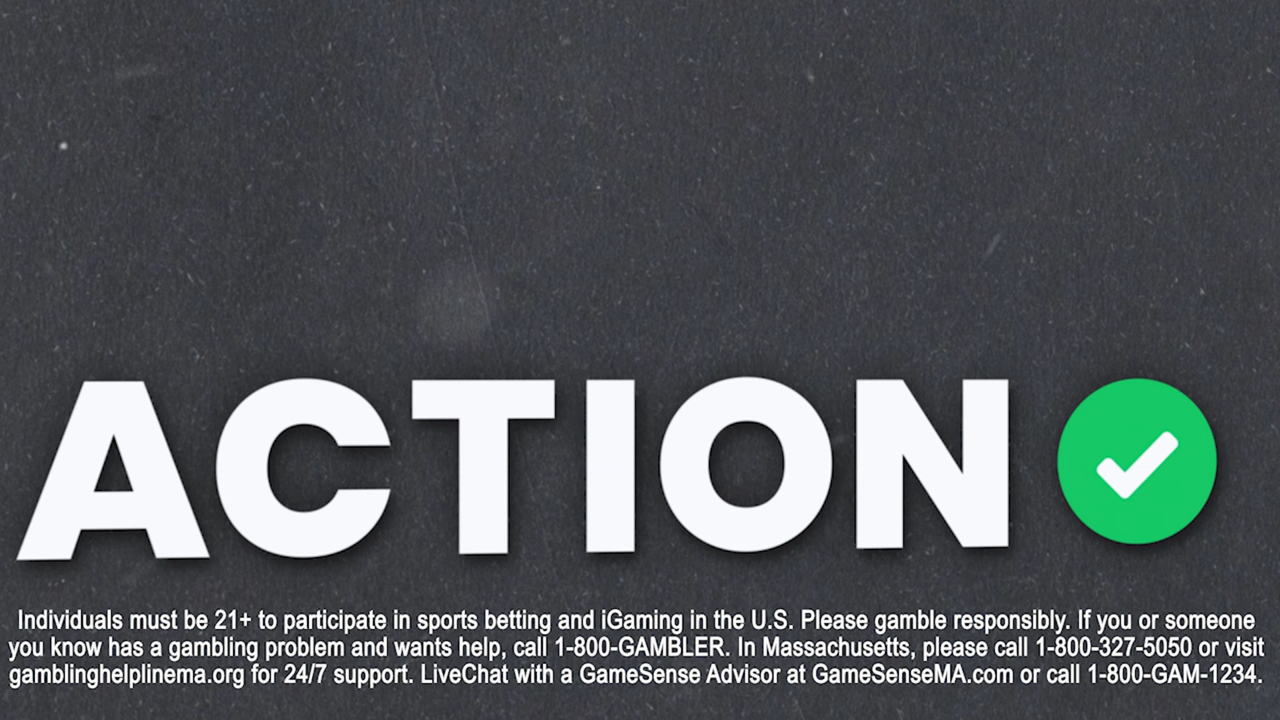 ACTION
Individuals must be 21+ to participate in sports betting and iGaming in the U.S. Please gamble responsibly. If you or someone
you know has a gambling problem and wants help, call 1-800-GAMBLER. In Massachusetts, please call 1-800-327-5050 or visit
gamblinghelplinema.org for 24/7 support. LiveChat with a GameSense Advisor at GameSenseMA.com or call 1-800-GAM-1234.